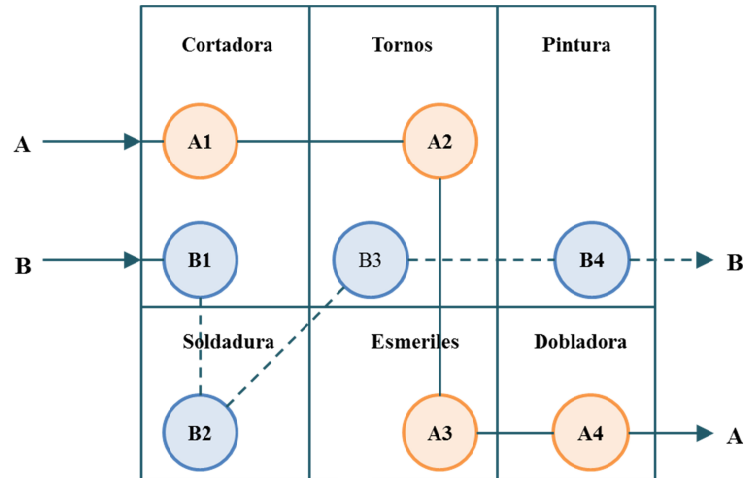 Cortadora Tornos Pintura
A A1 A2
B B1 B3 B4 B
Soldadura Esmeriles Dobladora
B2 A3 A4 A